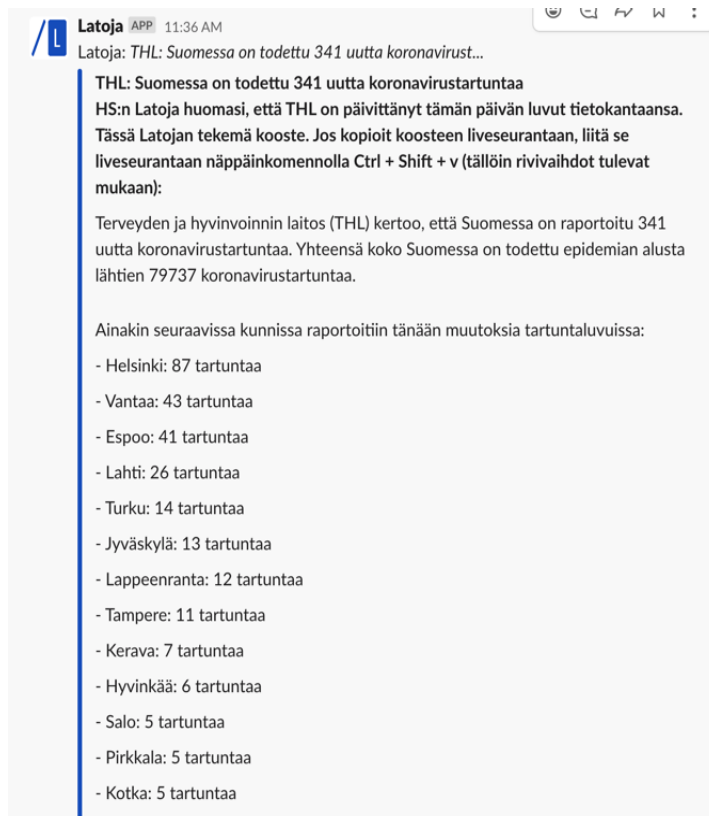 Latoja APP 11:36 AM
Latoja: THL: Suomessa on todettu 341 uutta koronavirust...
THL: Suomessa on todettu 341 uutta koronavirustartuntaa
HS:n Latoja huomasi, että THL on päivittänyt tämän päivän luvut tietokantaansa.
Tässä Latojan tekemä kooste. Jos kopioit koosteen liveseurantaan, liitä se
liveseurantaan näppäinkomennolla Ctrl + Shift + v (tällöin rivivaihdot tulevat
mukaan):
Terveyden ja hyvinvoinnin laitos (THL) kertoo, että Suomessa on raportoitu 341
uutta koronavirustartuntaa. Yhteensä koko Suomessa on todettu epidemian alusta
lähtien 79737 koronavirustartuntaa.
Ainakin seuraavissa kunnissa raportoitiin tänään muutoksia tartuntaluvuissa:
- Helsinki: 87 tartuntaa
- Vantaa: 43 tartuntaa
- Espoo: 41 tartuntaa
- Lahti: 26 tartuntaa
- Turku: 14 tartuntaa
- Jyväskylä: 13 tartuntaa
- Lappeenranta: 12 tartuntaa
- Tampere: 11 tartuntaa
- Kerava: 7 tartuntaa
- Hyvinkää: 6 tartuntaa
- Salo: 5 tartuntaa
- Pirkkala: 5 tartuntaa
- Kotka: 5 tartuntaa